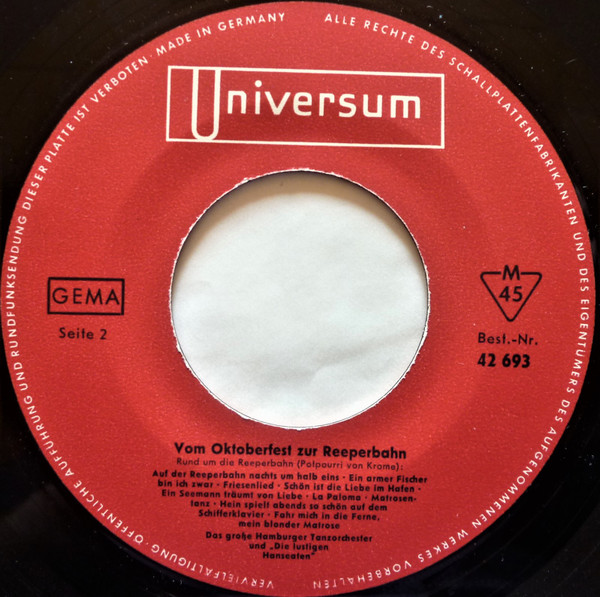 ALLE RECHTE DES SCHALLPLATTENFABRIKANTEN UND DES EIGENTÜMERS DES AUFGENOMMENEN WERKES VORBEHALTEN
VERVIELFÄLTIGUNG ÖFFENTLICHE AUFFÜHRUNG UND RUNDFUNKSENDUNG DIESER PLATTE IST VERBOTEN · MADE IN GERMANY
Universum
GEMA
Seite 2
M
45
Best.-Nr.
42 693
Vom Oktoberfest zur Reeperbahn
Rund um die Reeperbahn (Potpourri von Krome):
Auf der Reeperbahn nachts um halb eins · Ein armer Fischer
bin ich zwar · Friesenlied · Schön ist die Liebe im Hafen ·
Ein Seemann träumt von Liebe · La Paloma · Matrosen-
tanz · Hein spielt abends so schön auf dem
Schifferklavier · Fahr mich in die Ferne,
mein blonder Matrose
Das große Hamburger Tanzorchester
und „Die lustigen
Hanseaten"